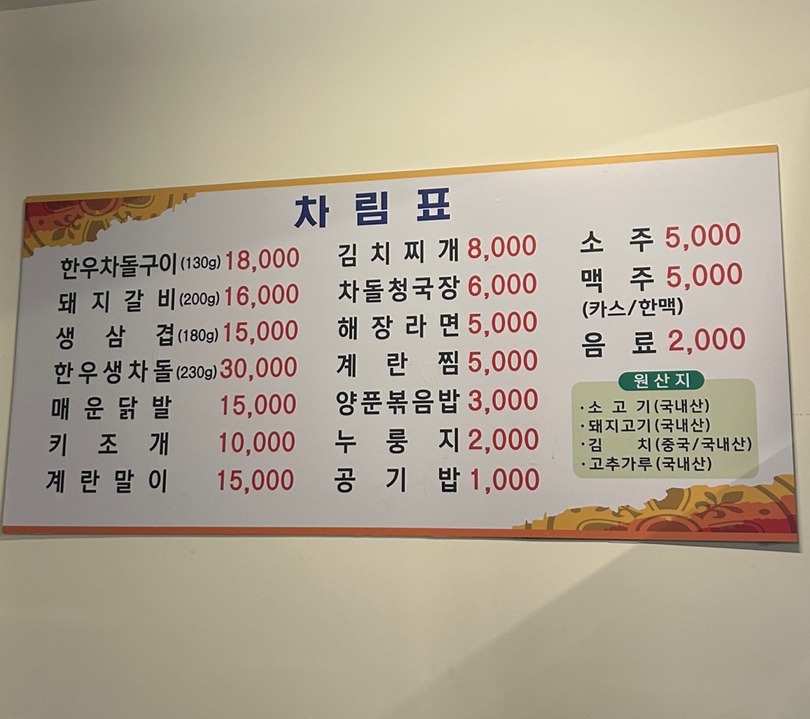 차림표
한우차돌구이(130g) 18,000
돼지갈비(200g) 16,000
생삼겹(180g) 15,000
한우생차돌(230g) 30,000
매운닭발 15,000
키조개 10,000
계란말이 15,000
김치찌개 8,000
차돌청국장 6,000
해장라면 5,000
계란찜 5,000
양푼볶음밥 3,000
누룽지 2,000
공기밥 1,000
소주 5,000
맥주 5,000
(카스/한맥)
음료 2,000
원산지
·소고기(국내산)
·돼지고기(국내산)
·김치(중국/국내산)
·고추가루(국내산)